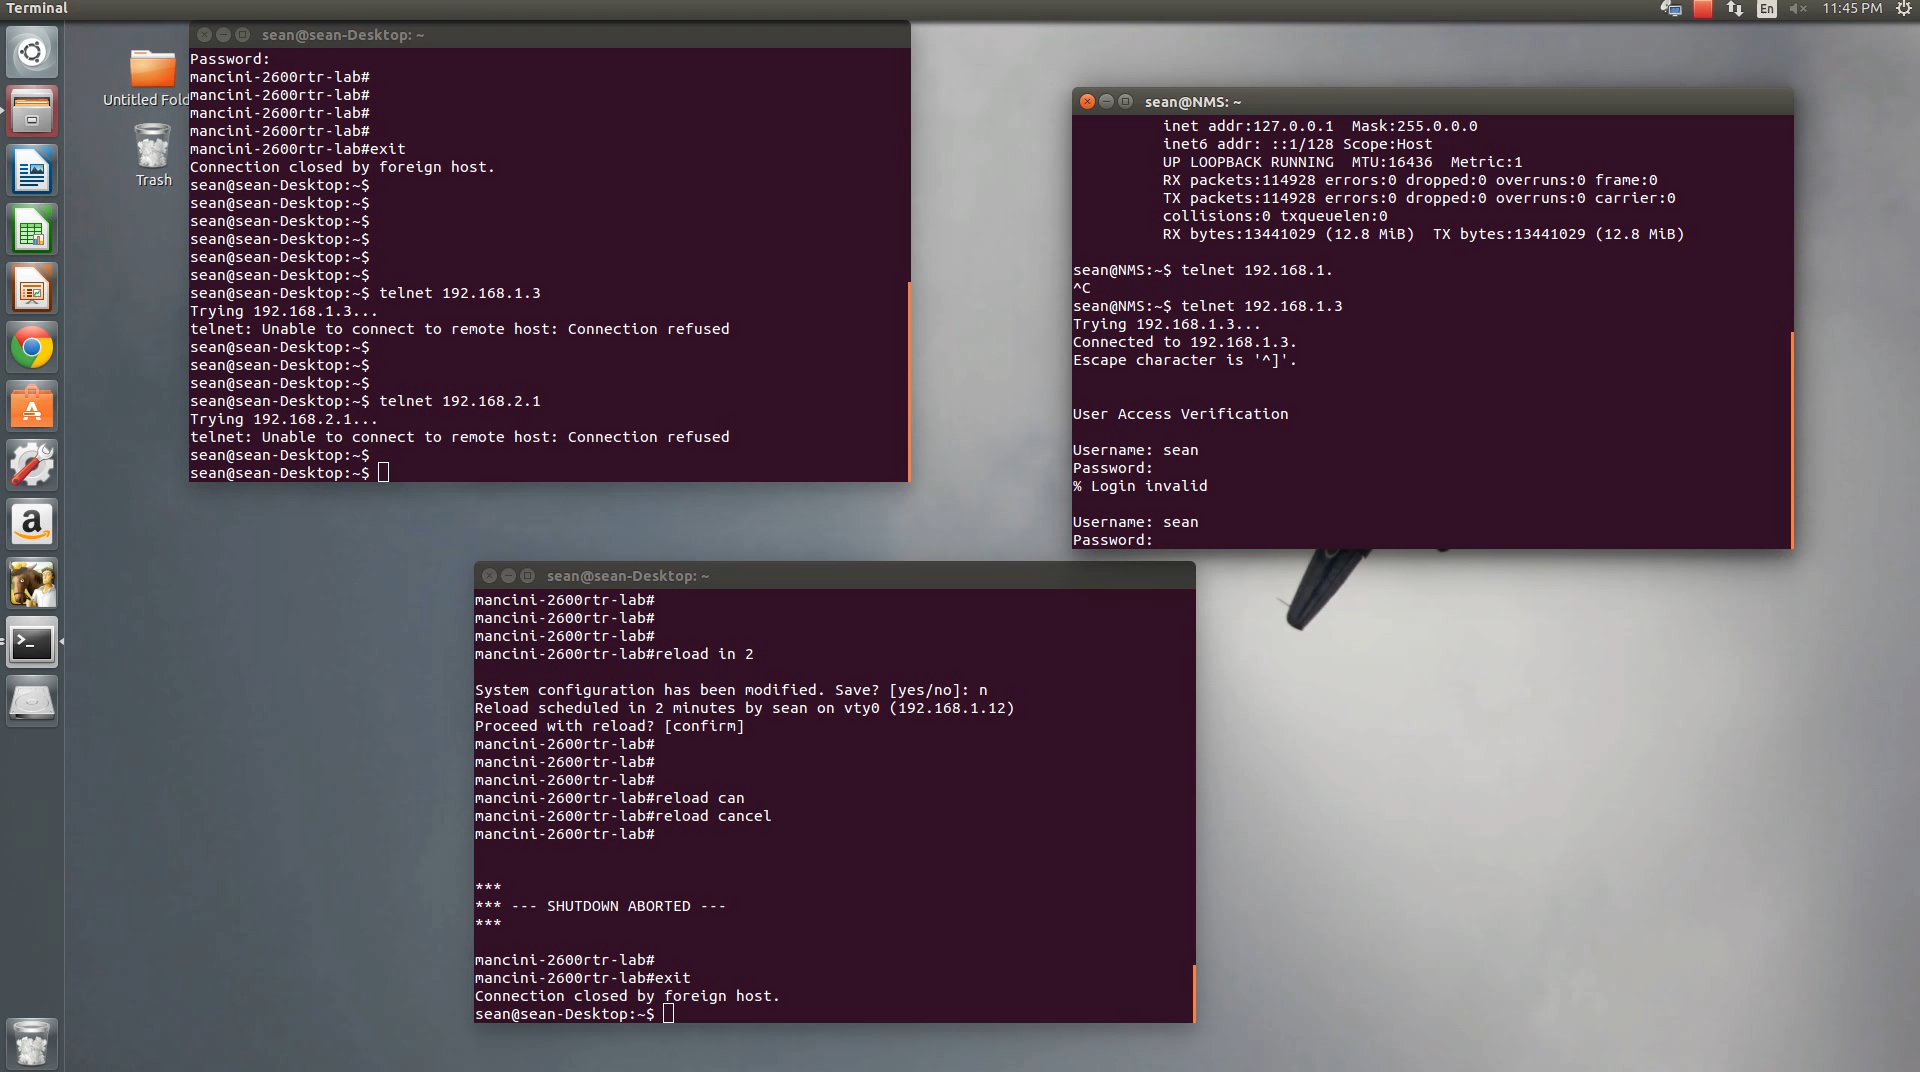 Terminal
En
11:45 PM
Untitled Fold
Trash
sean@sean-Desktop: ~
Password:
mancini-2600rtr-lab#
mancini-2600rtr-lab#
mancini-2600rtr-lab#
mancini-2600rtr-lab#
mancini-2600rtr-lab#exit
Connection closed by foreign host.
sean@sean-Desktop:~$
sean@sean-Desktop:~$
sean@sean-Desktop:~$
sean@sean-Desktop:~$
sean@sean-Desktop:~$
sean@sean-Desktop:~$
sean@sean-Desktop:~$ telnet 192.168.1.3
Trying 192.168.1.3...
telnet: Unable to connect to remote host: Connection refused
sean@sean-Desktop:~$
sean@sean-Desktop:~$
sean@sean-Desktop:~$
sean@sean-Desktop:~$ telnet 192.168.2.1
Trying 192.168.2.1...
telnet: Unable to connect to remote host: Connection refused
sean@sean-Desktop:~$
sean@sean-Desktop:~$
sean@NMS: ~
inet addr:127.0.0.1  Mask:255.0.0.0
inet6 addr: ::1/128 Scope:Host
UP LOOPBACK RUNNING  MTU:16436  Metric:1
RX packets:114928 errors:0 dropped:0 overruns:0 frame:0
TX packets:114928 errors:0 dropped:0 overruns:0 carrier:0
collisions:0 txqueuelen:0
RX bytes:13441029 (12.8 MiB)  TX bytes:13441029 (12.8 MiB)
sean@NMS:~$ telnet 192.168.1.
^C
sean@NMS:~$ telnet 192.168.1.3
Trying 192.168.1.3...
Connected to 192.168.1.3.
Escape character is '^]'.
User Access Verification
Username: sean
Password:
% Login invalid
Username: sean
Password:
sean@sean-Desktop: ~
mancini-2600rtr-lab#
mancini-2600rtr-lab#
mancini-2600rtr-lab#
mancini-2600rtr-lab#reload in 2
System configuration has been modified. Save? [yes/no]: n
Reload scheduled in 2 minutes by sean on vty0 (192.168.1.12)
Proceed with reload? [confirm]
mancini-2600rtr-lab#
mancini-2600rtr-lab#
mancini-2600rtr-lab#
mancini-2600rtr-lab#reload can
mancini-2600rtr-lab#reload cancel
mancini-2600rtr-lab#
***
*** --- SHUTDOWN ABORTED ---
***
mancini-2600rtr-lab#
mancini-2600rtr-lab#exit
Connection closed by foreign host.
sean@sean-Desktop:~$